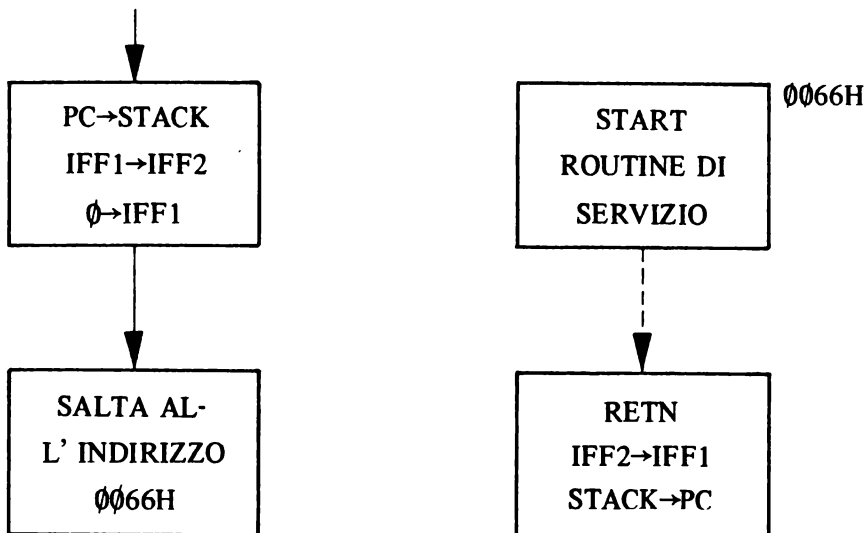 PC→STACK
IFF1→IFF2
∅→IFF1
SALTA AL-
L' INDIRIZZO
∅∅66H
∅∅66H
START
ROUTINE DI
SERVIZIO
RETN
IFF2→IFF1
STACK→PC